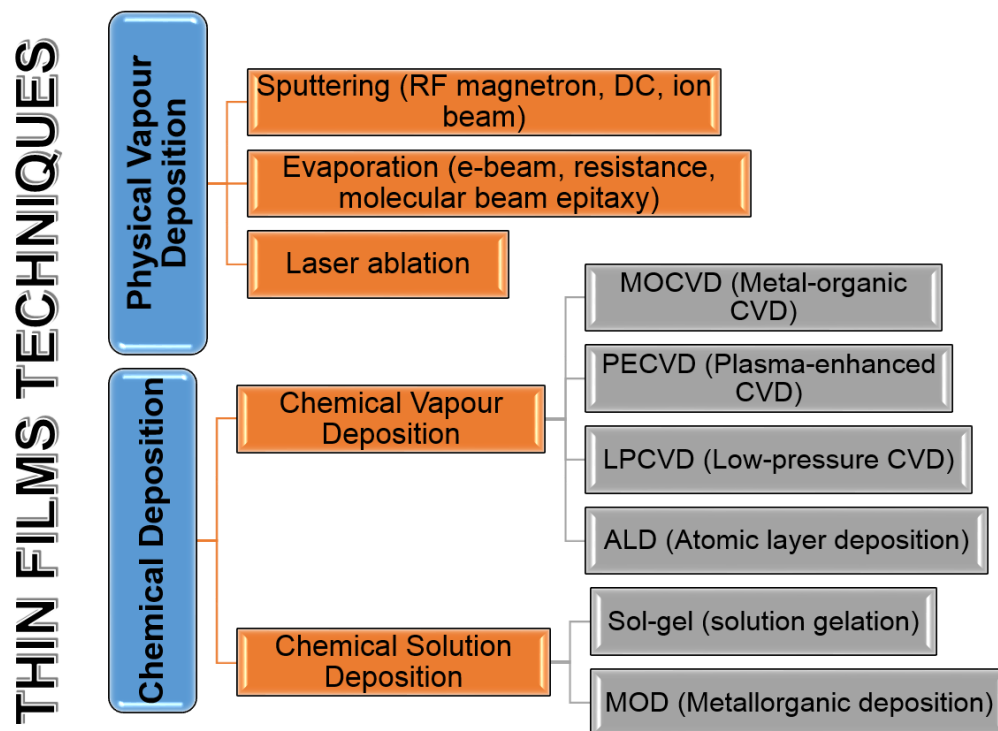 THIN FILMS TECHNIQUES
Physical Vapour
Deposition
Sputtering (RF magnetron, DC, ion
beam)
Evaporation (e-beam, resistance,
molecular beam epitaxy)
Laser ablation
Chemical Deposition
Chemical Vapour
Deposition
MOCVD (Metal-organic
CVD)
PECVD (Plasma-enhanced
CVD)
LPCVD (Low-pressure CVD)
ALD (Atomic layer deposition)
Chemical Solution
Deposition
Sol-gel (solution gelation)
MOD (Metallorganic deposition)